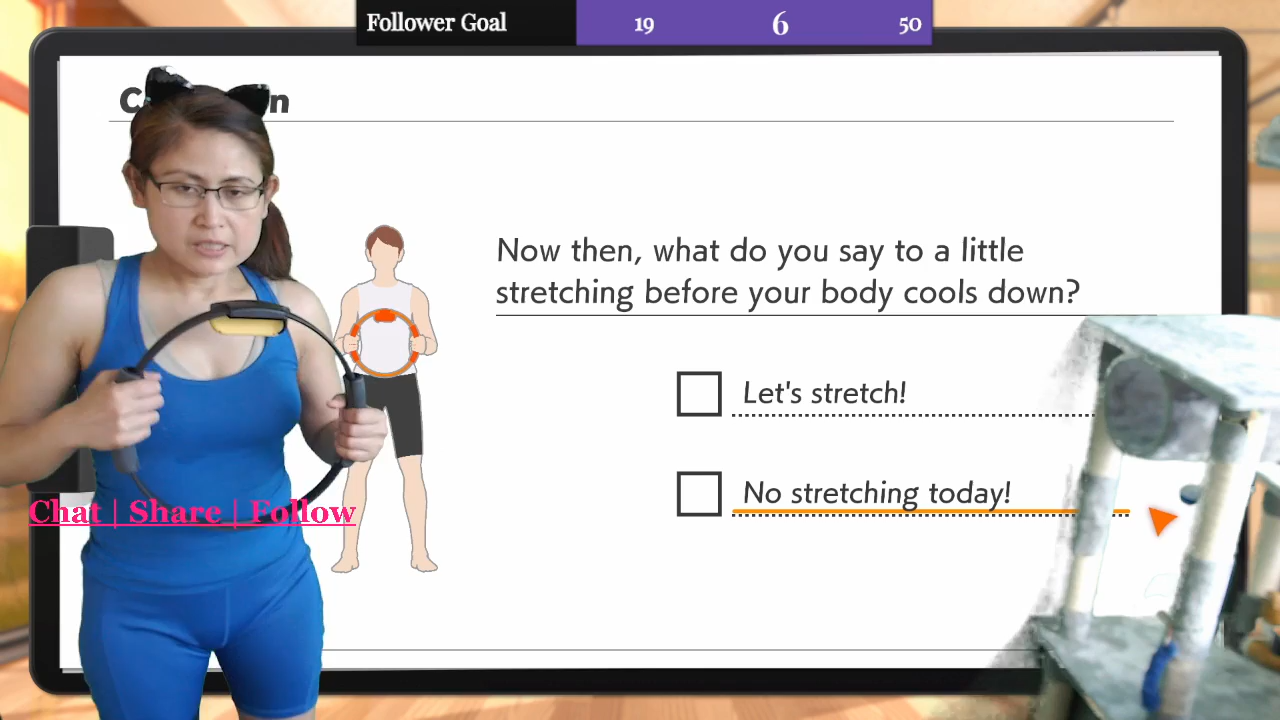 Follower Goal 19 6 50
Now then, what do you say to a little
stretching before your body cools down?
Let's stretch!
No stretching today!
Chat | Share | Follow